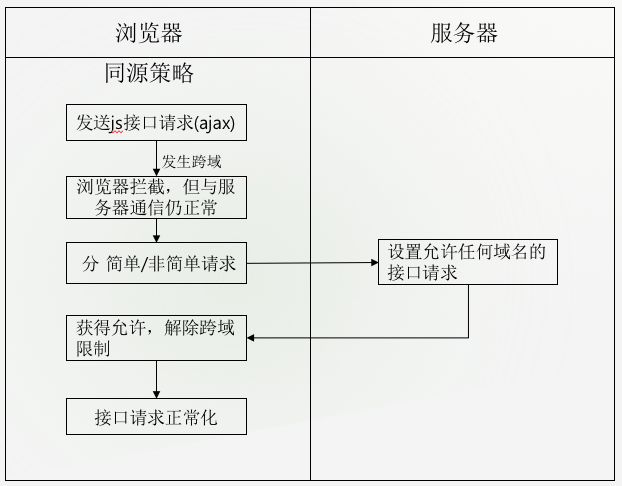 浏览器
服务器
同源策略
发送js接口请求(ajax)
发生跨域
浏览器拦截，但与服
务器通信仍正常
分 简单/非简单请求
设置允许任何域名的
接口请求
获得允许，解除跨域
限制
接口请求正常化